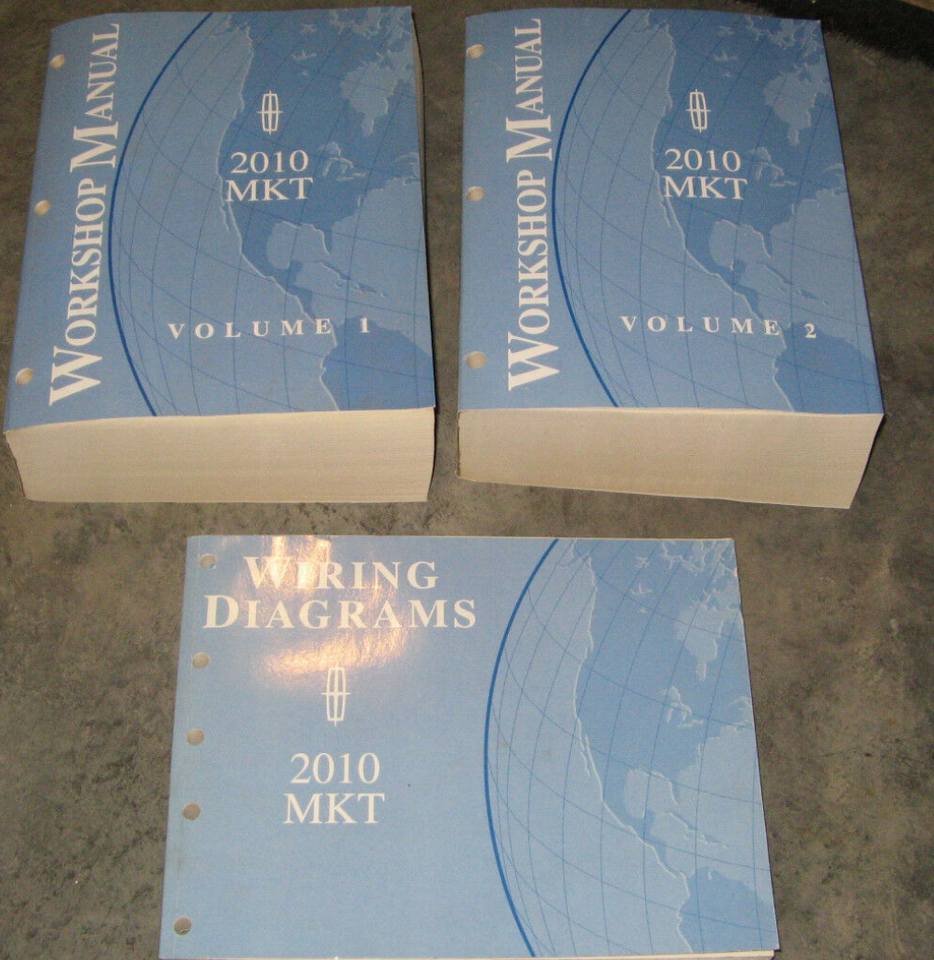 WORKSHOP MANUAL
2010
MKT
VOLUME 1
WORKSHOP MANUAL
2010
MKT
VOLUME 2
WIRING
DIAGRAMS
2010
MKT